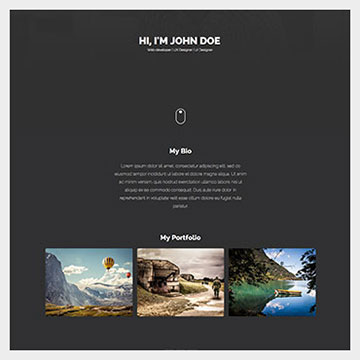 HI, I'M JOHN DOE
Web developer | UX Designer | UI Designer
My Bio
Lorem ipsum dolor sit amet, consectetur adipisicing elit, sed do eiusmod
tempor incididunt ut labore et dolore magna aliqua. Ut enim
ad minim veniam quis nostrud exercitation ullamco laboris nisi ut
aliquip ex ea commodo consequat. Duis aute irure dolor in
reprehenderit in voluptate velit esse cillum dolore eu fugiat nulla
pariatur.
My Portfolio